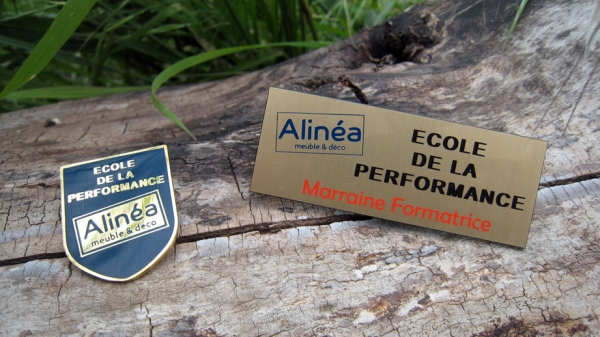 ECOLE
DE LA
PERFORMANCE
Alinéa
meuble & déco
Alinéa
meuble & déco
ECOLE
DE LA
PERFORMANCE
Marraine Formatrice